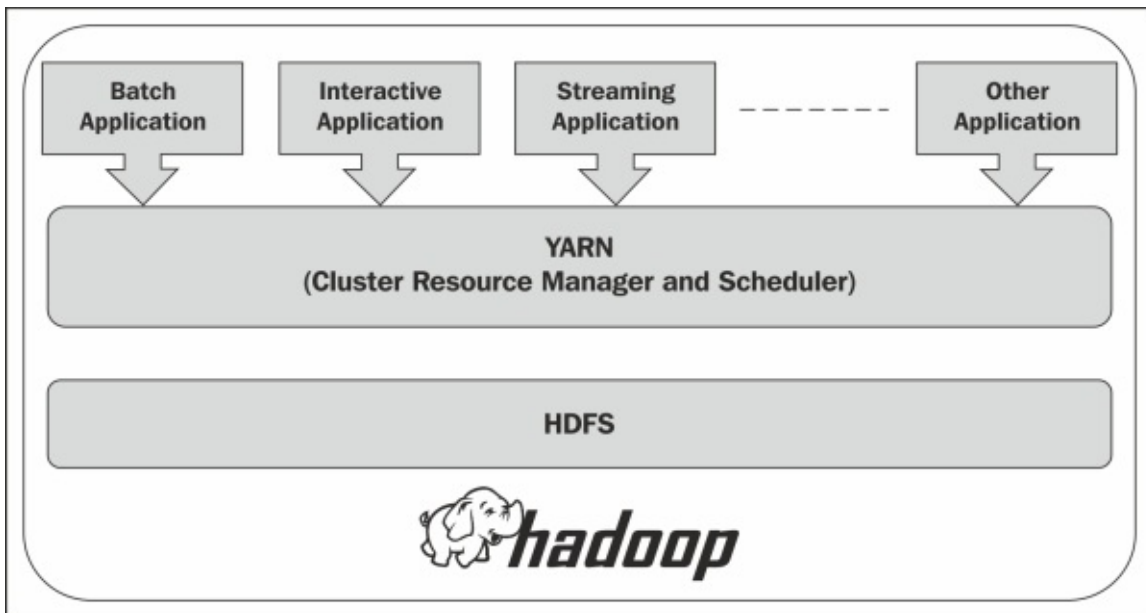 Batch
Application
Interactive
Application
Streaming
Application
Other
Application
YARN
(Cluster Resource Manager and Scheduler)
HDFS
hadoop